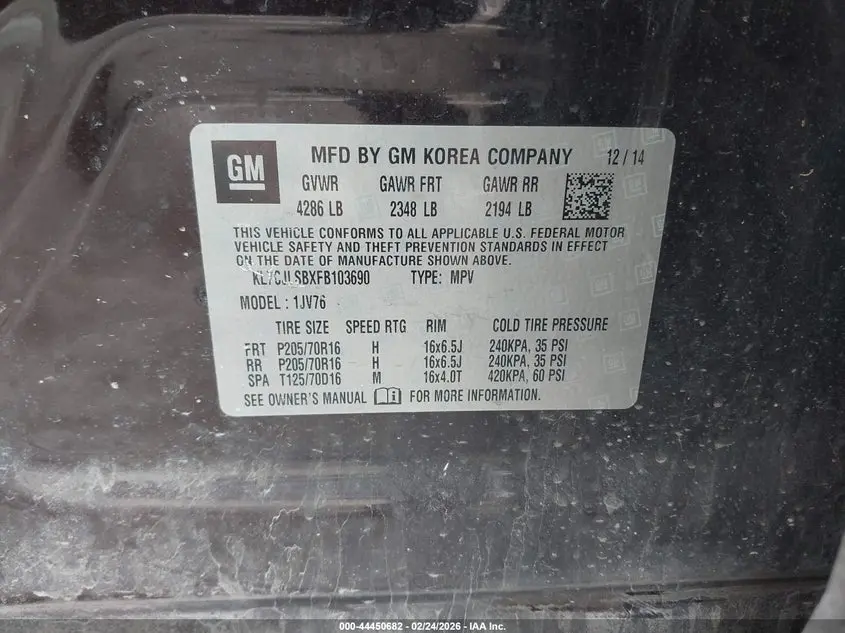 GM
MFD BY GM KOREA COMPANY 12 / 14
GVWR GAWR FRT GAWR RR
4286 LB 2348 LB 2194 LB
THIS VEHICLE CONFORMS TO ALL APPLICABLE U.S. FEDERAL MOTOR
VEHICLE SAFETY AND THEFT PREVENTION STANDARDS IN EFFECT
ON THE DATE OF MANUFACTURE SHOWN ABOVE.
KL7CJLSBXFB103690 TYPE: MPV
MODEL : 1JV76
TIRE SIZE SPEED RTG RIM COLD TIRE PRESSURE
FRT P205/70R16 H 16x6.5J 240KPA, 35 PSI
RR P205/70R16 H 16x6.5J 240KPA, 35 PSI
SPA T125/70D16 M 16x4.0T 420KPA, 60 PSI
SEE OWNER'S MANUAL FOR MORE INFORMATION.
000-44450682 - 02/24/2026 - IAA Inc.